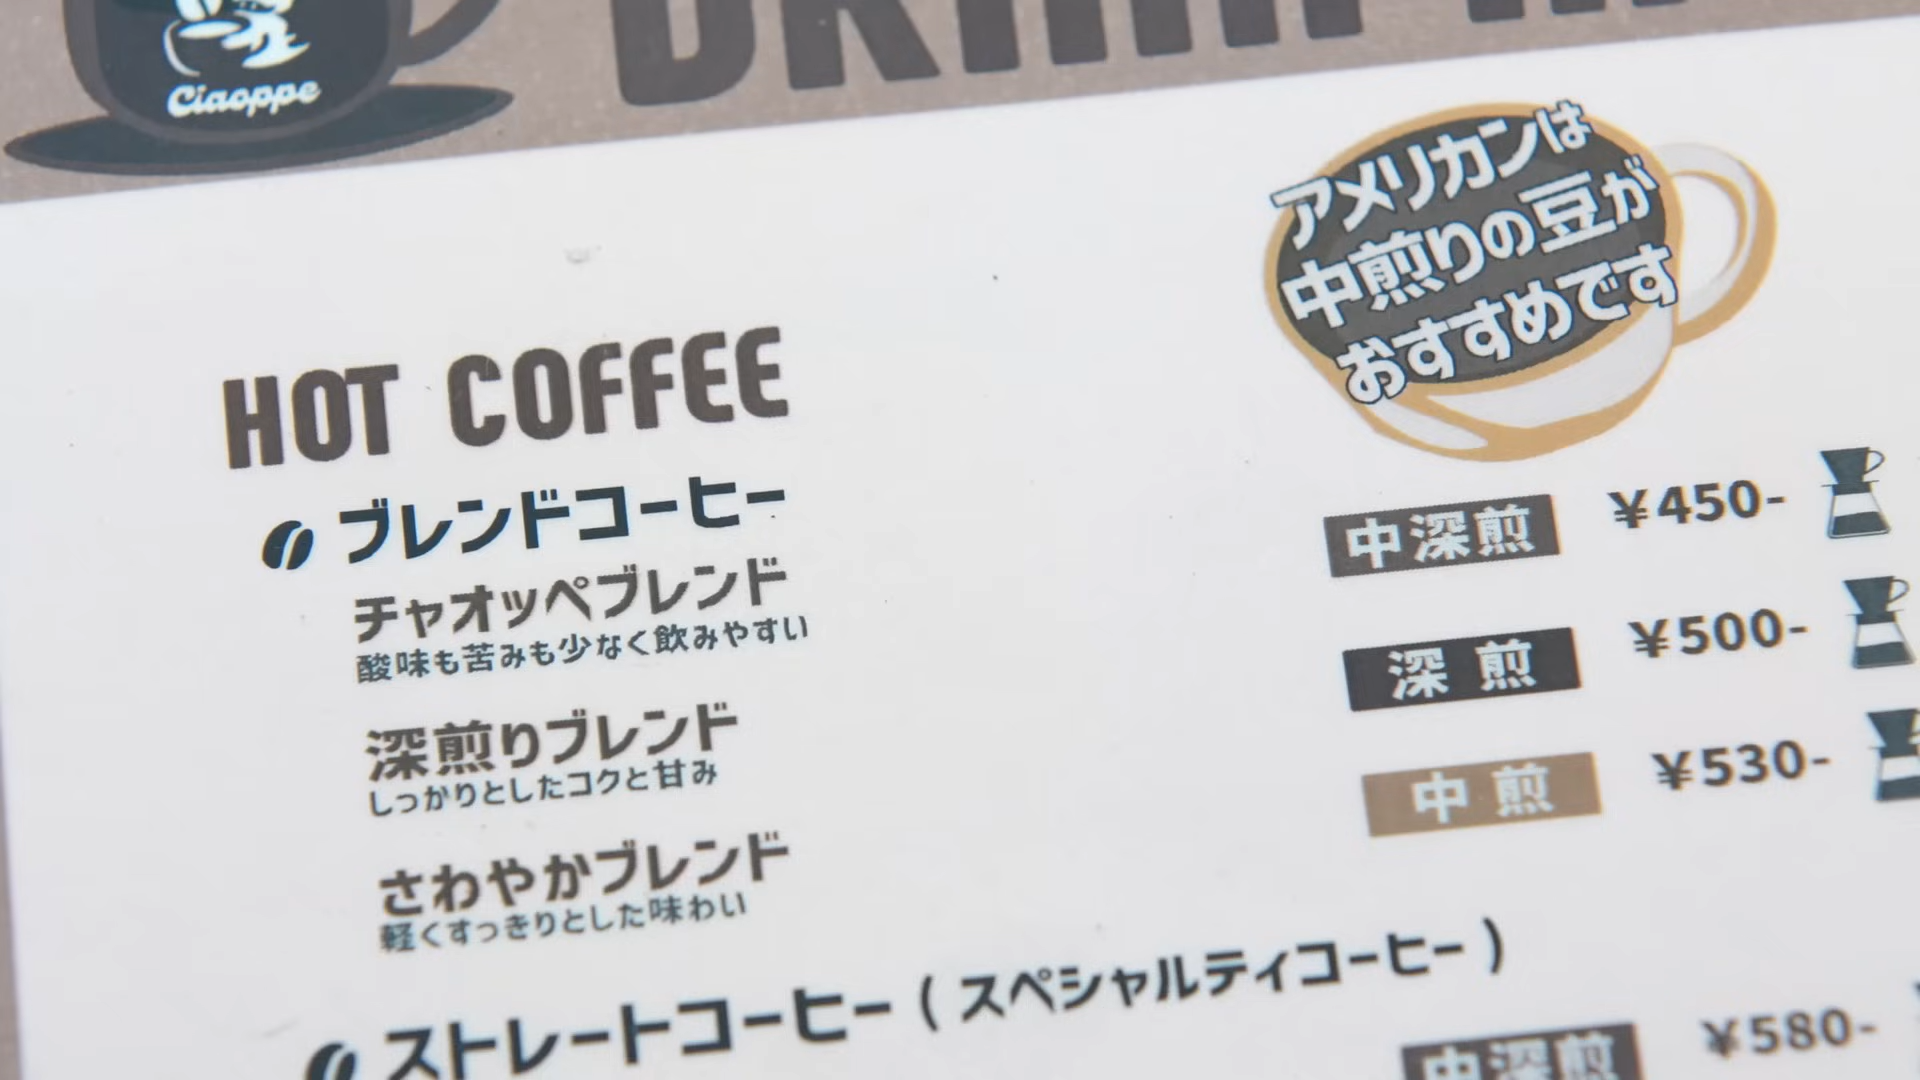 Ciaoppe
アメリカンは
中煎りの豆が
おすすめです
HOT COFFEE
ブレンドコーヒー
チャオッペブレンド 中深煎 ¥450-
酸味も苦みも少なく飲みやすい
深煎りブレンド 深煎 ¥500-
しっかりとしたコクと甘み
さわやかブレンド 中煎 ¥530-
軽くすっきりとした味わい
ストレートコーヒー(スペシャルティコーヒー)
中深煎 ¥580-